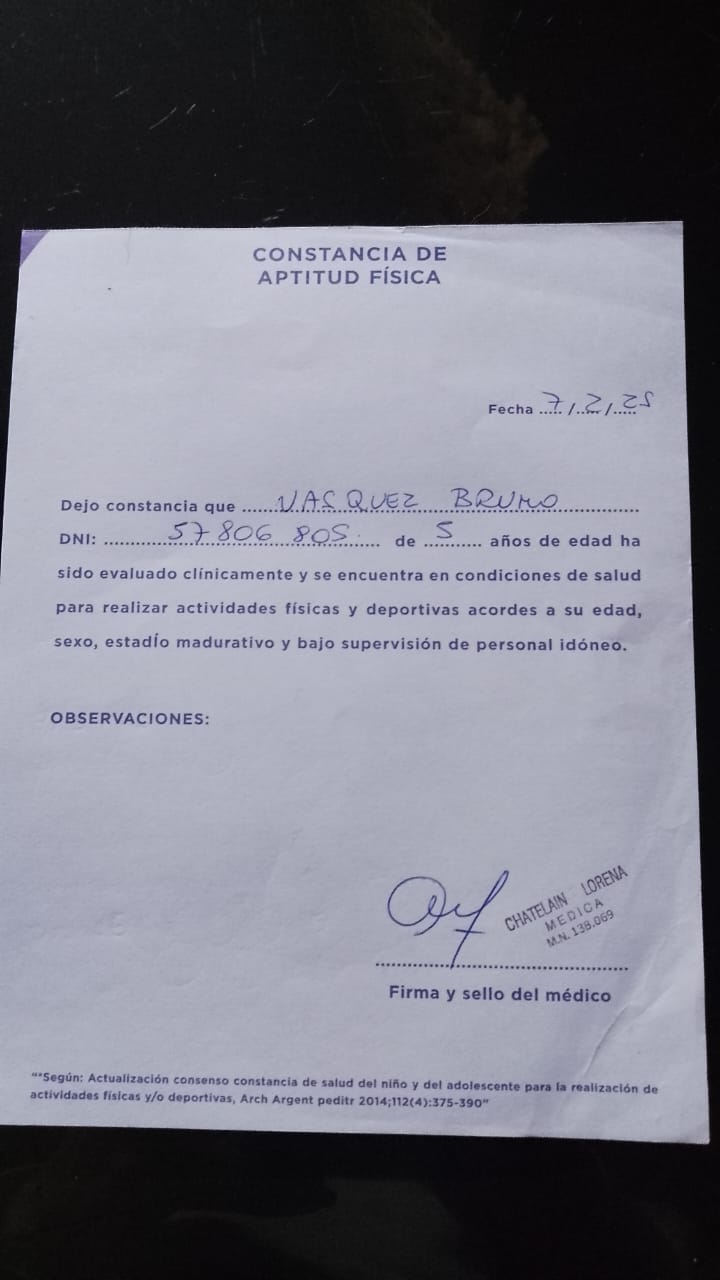 CONSTANCIA DE
APTITUD FÍSICA
Fecha 7/2/25
Dejo constancia que VASQUEZ BRUNO
DNI: 57 806 805 de 5 años de edad ha
sido evaluado clínicamente y se encuentra en condiciones de salud
para realizar actividades físicas y deportivas acordes a su edad,
sexo, estadío madurativo y bajo supervisión de personal idóneo.
OBSERVACIONES:
CHATELAIN LORENA
MEDICA
M.N. 138.069
Firma y sello del médico
"*Según: Actualización consenso constancia de salud del niño y del adolescente para la realización de
actividades físicas y/o deportivas, Arch Argent peditr 2014;112(4):375-390"